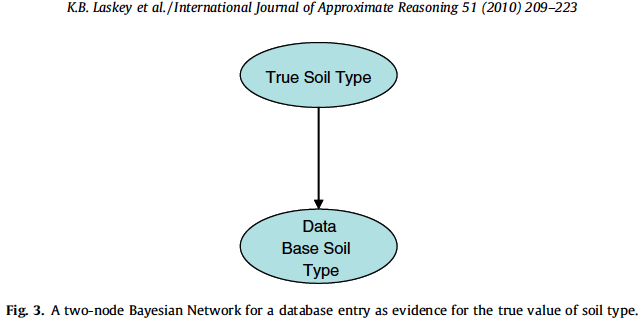 K.B. Laskey et al./International Journal of Approximate Reasoning 51 (2010) 209–223
True Soil Type
Data
Base Soil
Type
Fig. 3. A two-node Bayesian Network for a database entry as evidence for the true value of soil type.